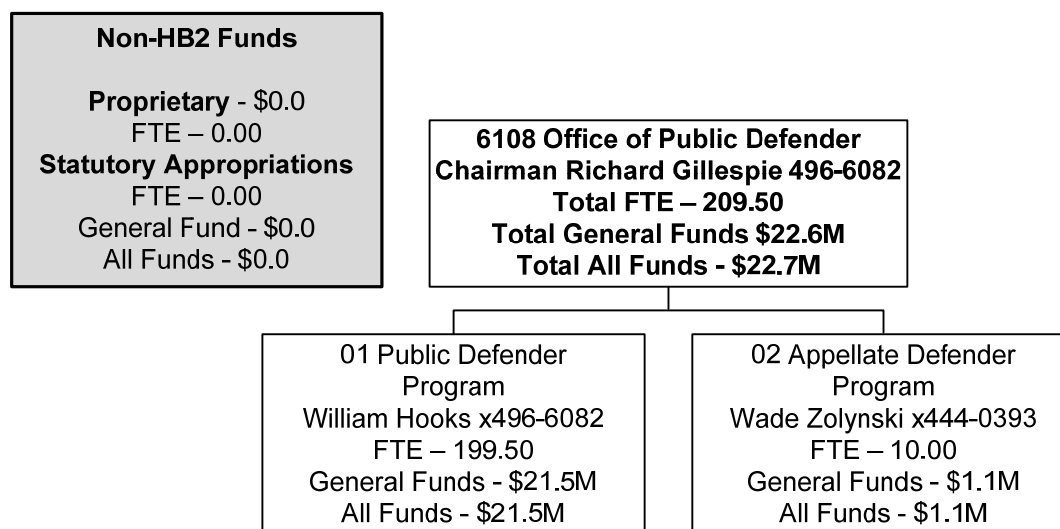 Non-HB2 Funds
Proprietary - $0.0
FTE – 0.00
Statutory Appropriations
FTE – 0.00
General Fund - $0.0
All Funds - $0.0
6108 Office of Public Defender
Chairman Richard Gillespie 496-6082
Total FTE – 209.50
Total General Funds $22.6M
Total All Funds - $22.7M
01 Public Defender
Program
William Hooks x496-6082
FTE – 199.50
General Funds - $21.5M
All Funds - $21.5M
02 Appellate Defender
Program
Wade Zolynski x444-0393
FTE – 10.00
General Funds - $1.1M
All Funds - $1.1M